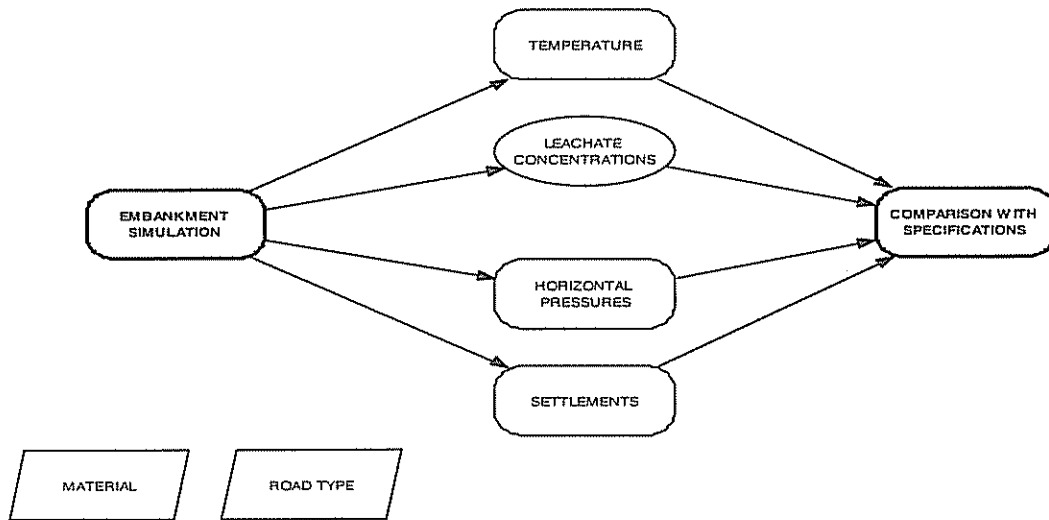 TEMPERATURE
LEACHATE
CONCENTRATIONS
EMBANKMENT
SIMULATION
COMPARISON WITH
SPECIFICATIONS
HORIZONTAL
PRESSURES
SETTLEMENTS
MATERIAL
ROAD TYPE